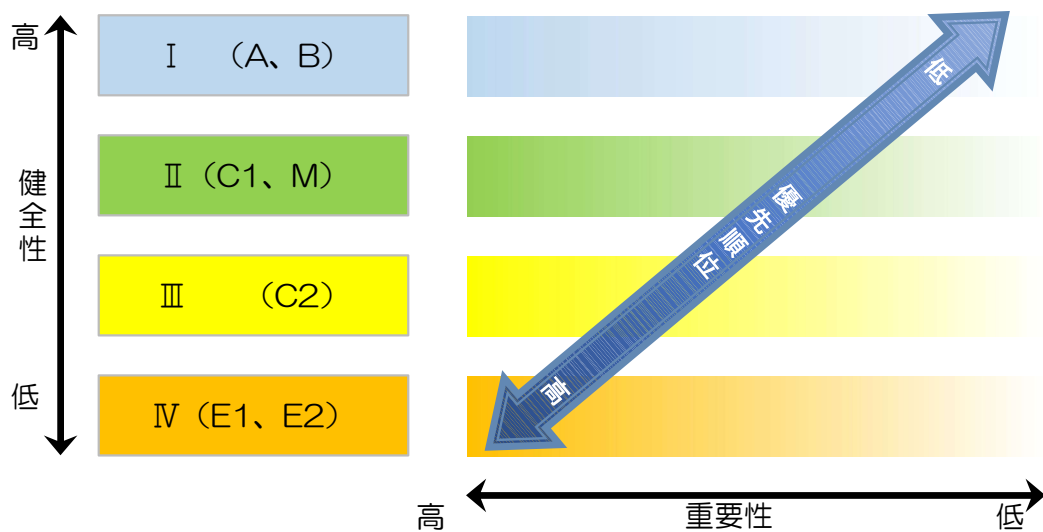 高
Ⅰ （A、B）
低
Ⅱ（C1、M）
健全性
優先順位
Ⅲ （C2）
低
高
Ⅳ（E1、E2）
高
重要性
低